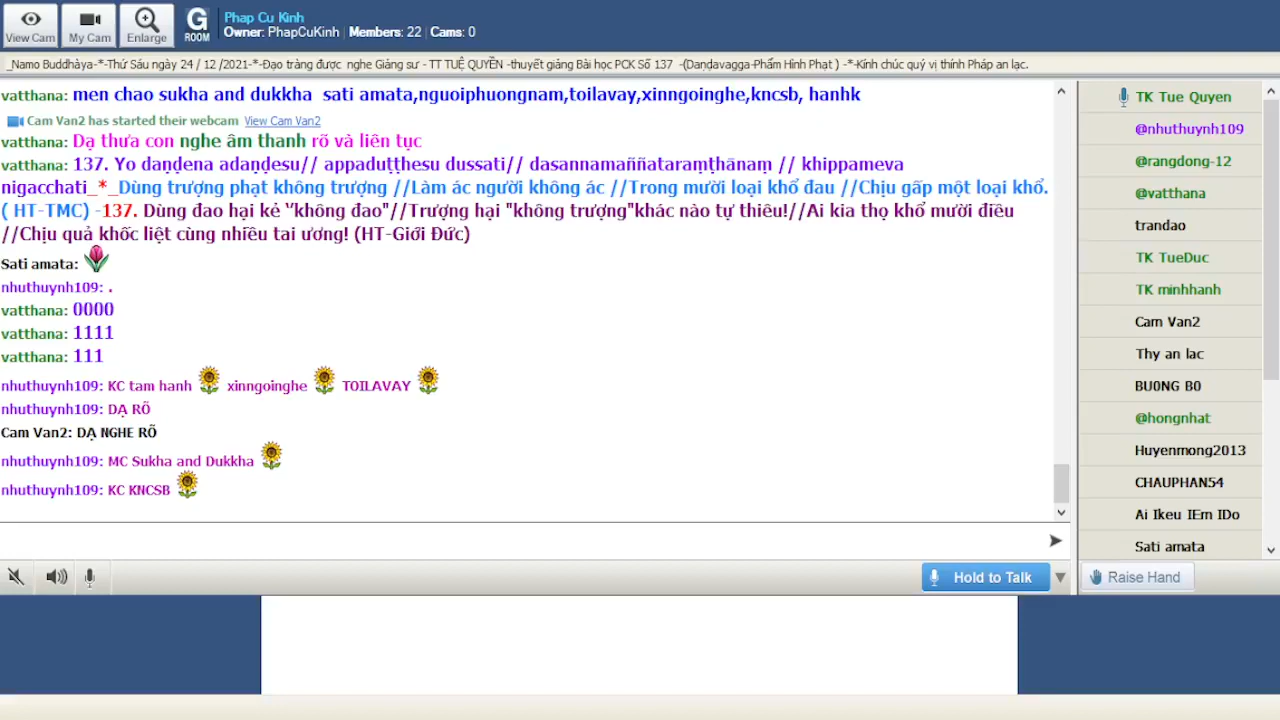 View Cam
My Cam
Enlarge
G
ROOM
Phap Cu Kinh
Owner: PhapCuKinh | Members: 22 | Cams: 0
_Namo Buddhàya-*-Thứ Sáu ngày 24 / 12 /2021-*-Đạo tràng được nghe Giảng sư - TT TUỆ QUYỀN -thuyết giảng Bài học PCK Số 137 -(Daṇḍavagga-Phẩm Hình Phạt ) -*-Kính chúc quý vị thính Pháp an lạc.
vatthana: men chao sukha and dukkha sati amata,nguoiphuongnam,toilavay,xinngoinghe,kncsb, hanhk
Cam Van2 has started their webcam View Cam Van2
vatthana: Dạ thưa con nghe âm thanh rõ và liên tục
vatthana: 137. Yo daṇḍena adaṇḍesu// appaduṭṭhesu dussati// dasannamaññataraṃṭhānaṃ // khippameva
nigacchati_*_Dùng trượng phạt không trượng //Làm ác người không ác //Trong mười loại khổ đau //Chịu gấp một loại khổ.
( HT-TMC) -137. Dùng đao hại kẻ "không đao"//Trượng hại "không trượng"khác nào tự thiêu!//Ai kia thọ khổ mười điều
//Chịu quả khốc liệt cùng nhiều tai ương! (HT-Giới Đức)
Sati amata:
nhuthuynh109: .
vatthana: 0000
vatthana: 1111
vatthana: 111
nhuthuynh109: KC tam hanh xinngoinghe TOILAVAY
nhuthuynh109: DẠ RÕ
Cam Van2: DẠ NGHE RÕ
nhuthuynh109: MC Sukha and Dukkha
nhuthuynh109: KC KNCSB
TK Tue Quyen
@nhuthuynh109
@rangdong-12
@vatthana
trandao
TK TueDuc
TK minhhanh
Cam Van2
Thy an lac
BU0NG B0
@hongnhat
Huyenmong2013
CHAUPHAN54
Ai Ikeu IEm IDo
Sati amata
Hold to Talk
Raise Hand